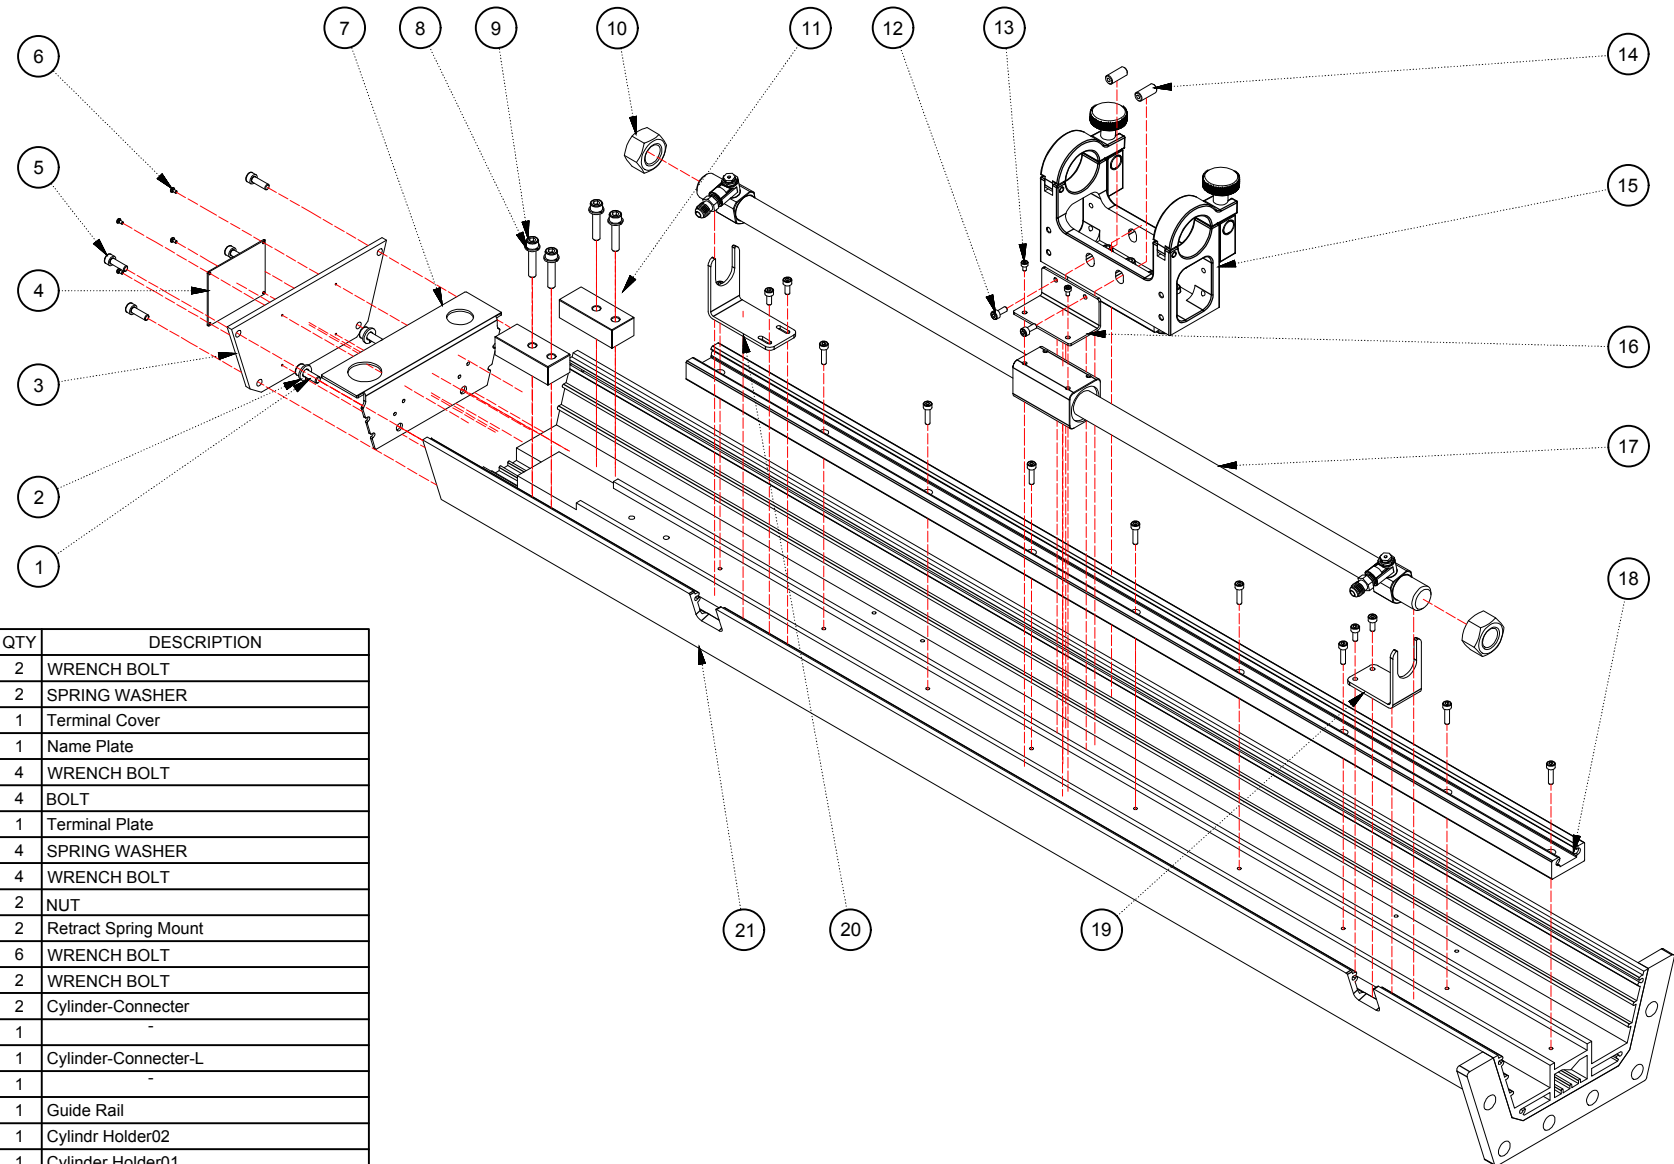 7
8
9
10
11
12
13
6
14
5
15
4
16
3
17
2
18
1
21
20
19
QTY DESCRIPTION
2 WRENCH BOLT
2 SPRING WASHER
1 Terminal Cover
1 Name Plate
4 WRENCH BOLT
4 BOLT
1 Terminal Plate
4 SPRING WASHER
4 WRENCH BOLT
2 NUT
2 Retract Spring Mount
6 WRENCH BOLT
2 WRENCH BOLT
2 Cylinder-Connecter
1 -
1 Cylinder-Connecter-L
1 -
1 Guide Rail
1 Cylindr Holder02
1 Cylinder Holder01